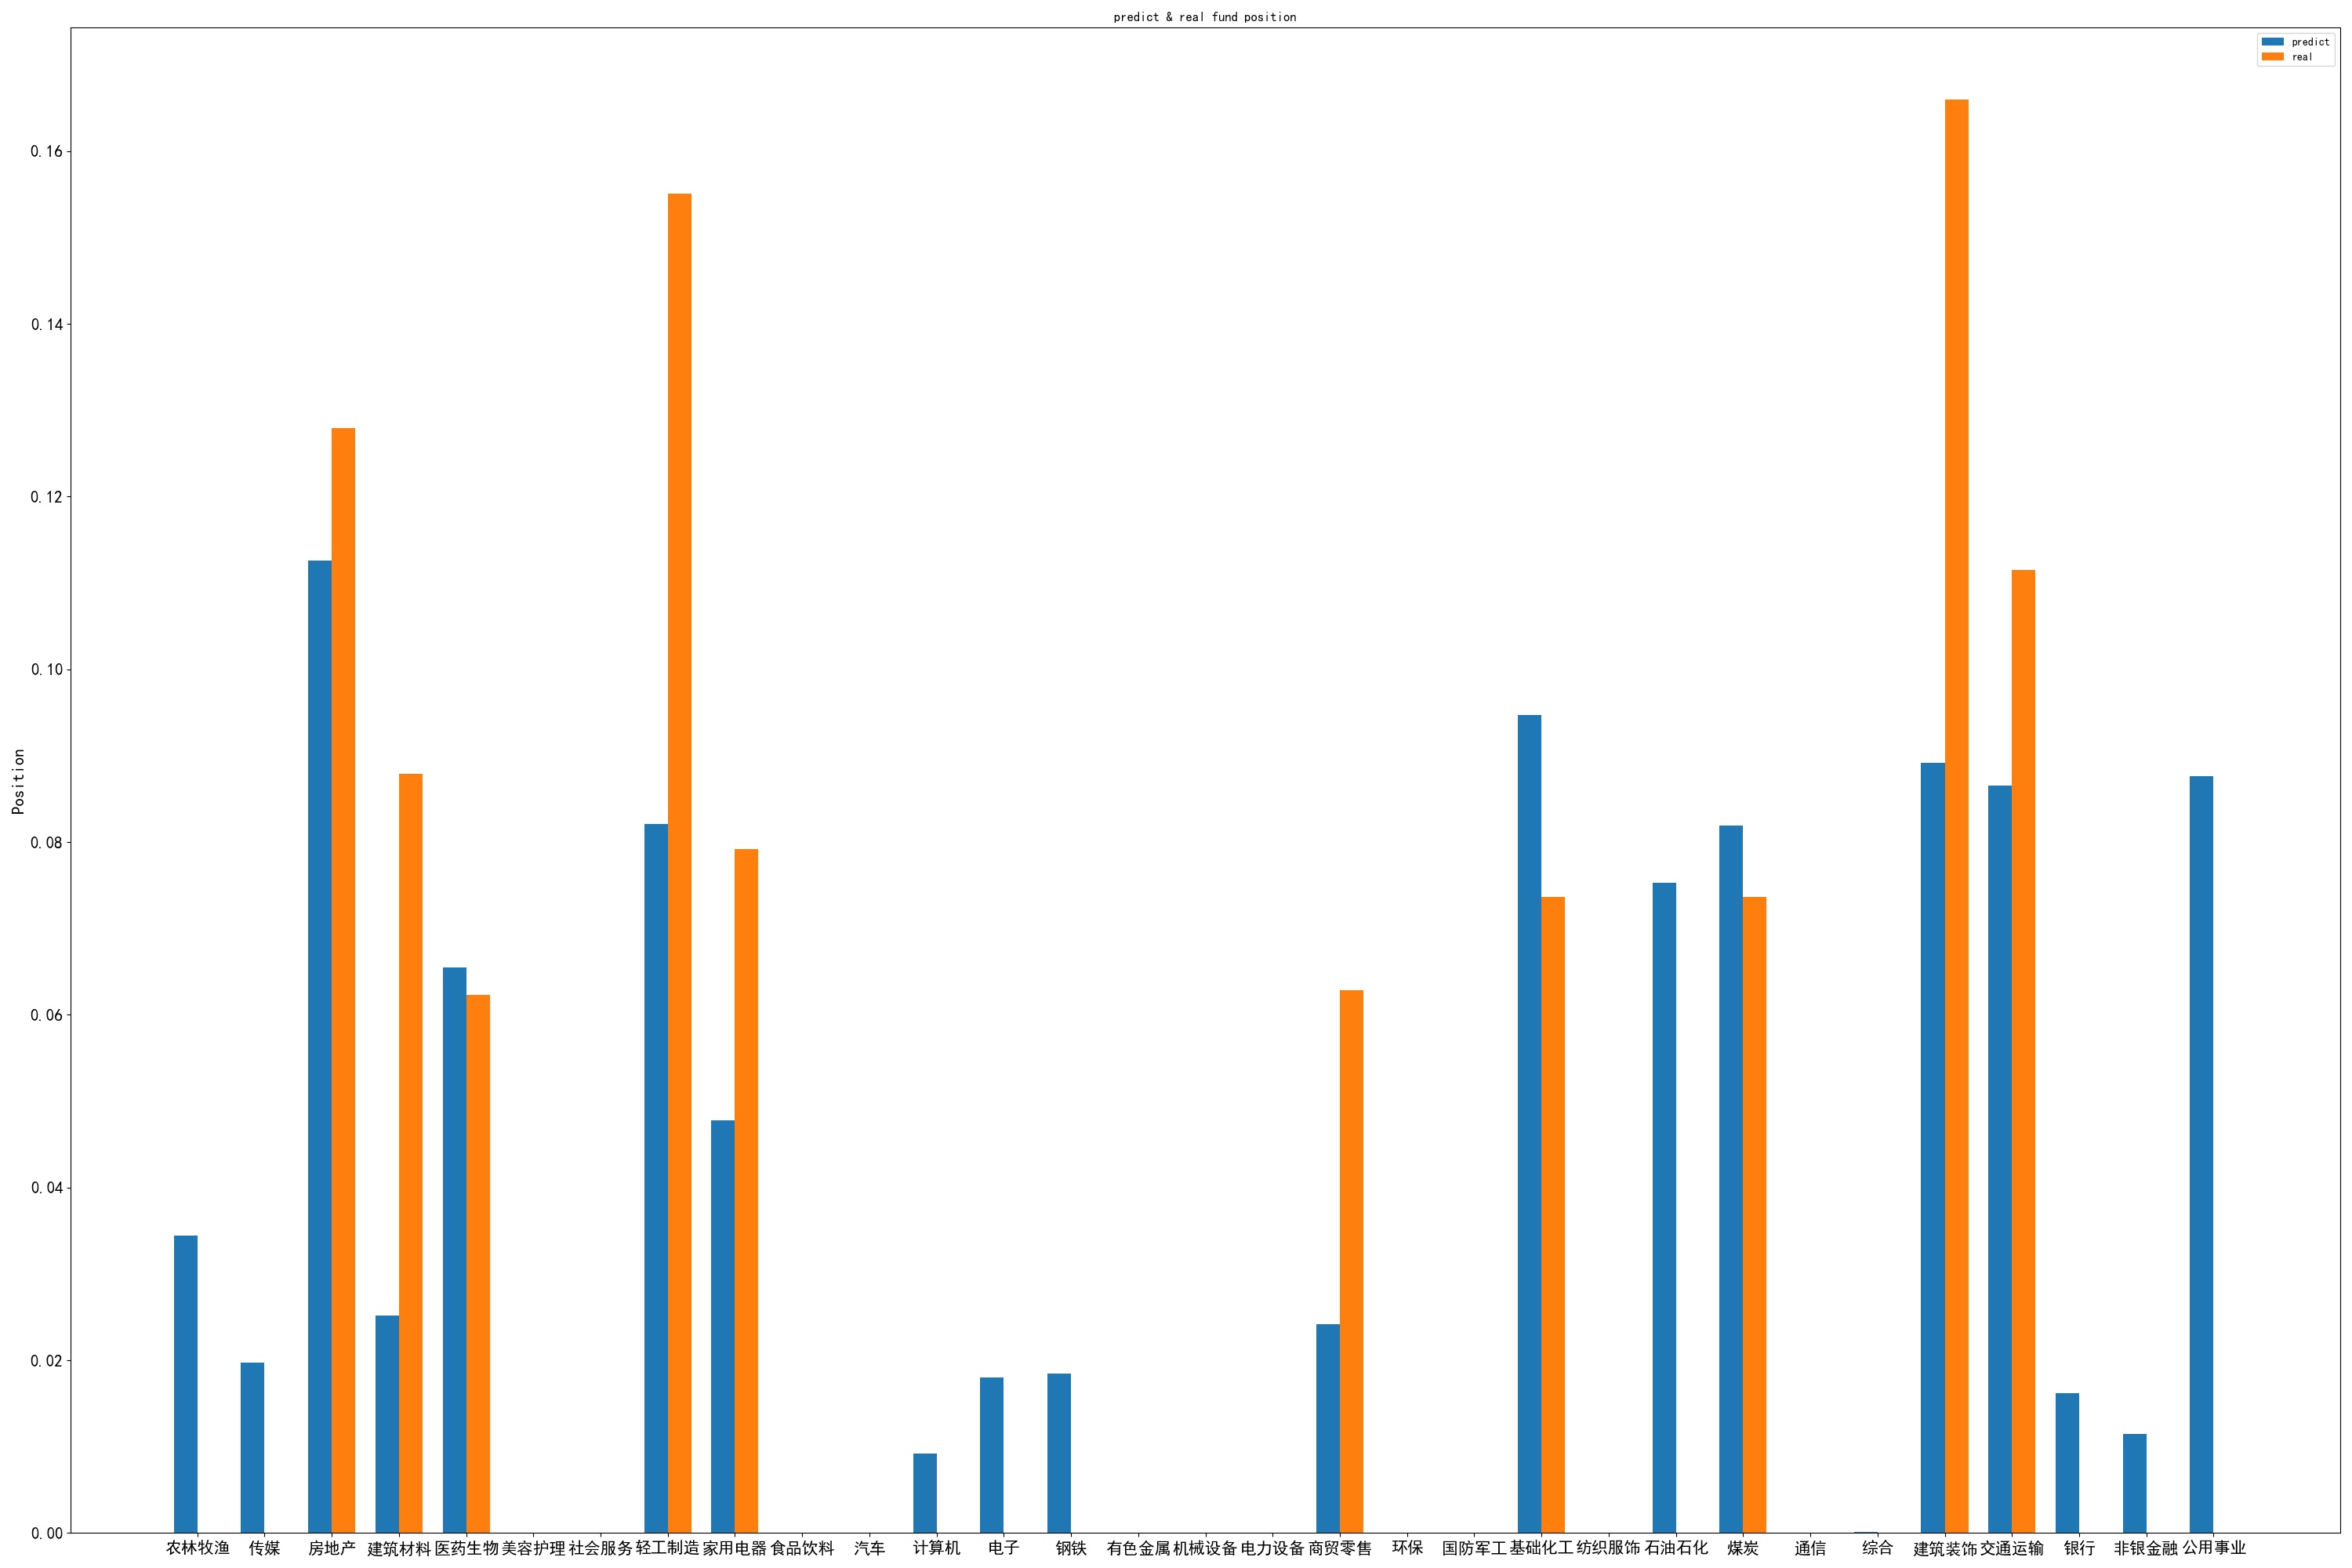 predict & real fund position
predict
real
0.16
0.14
0.12
0.10
0.08
0.06
0.04
0.02
0.00
Position
农林牧渔 传媒 房地产 建筑材料 医药生物 美容护理 社会服务 轻工制造 家用电器 食品饮料 汽车 计算机 电子 钢铁 有色金属 机械设备 电力设备 商贸零售 环保 国防军工 基础化工 纺织服饰 石油石化 煤炭 通信 综合 建筑装饰 交通运输 银行 非银金融 公用事业